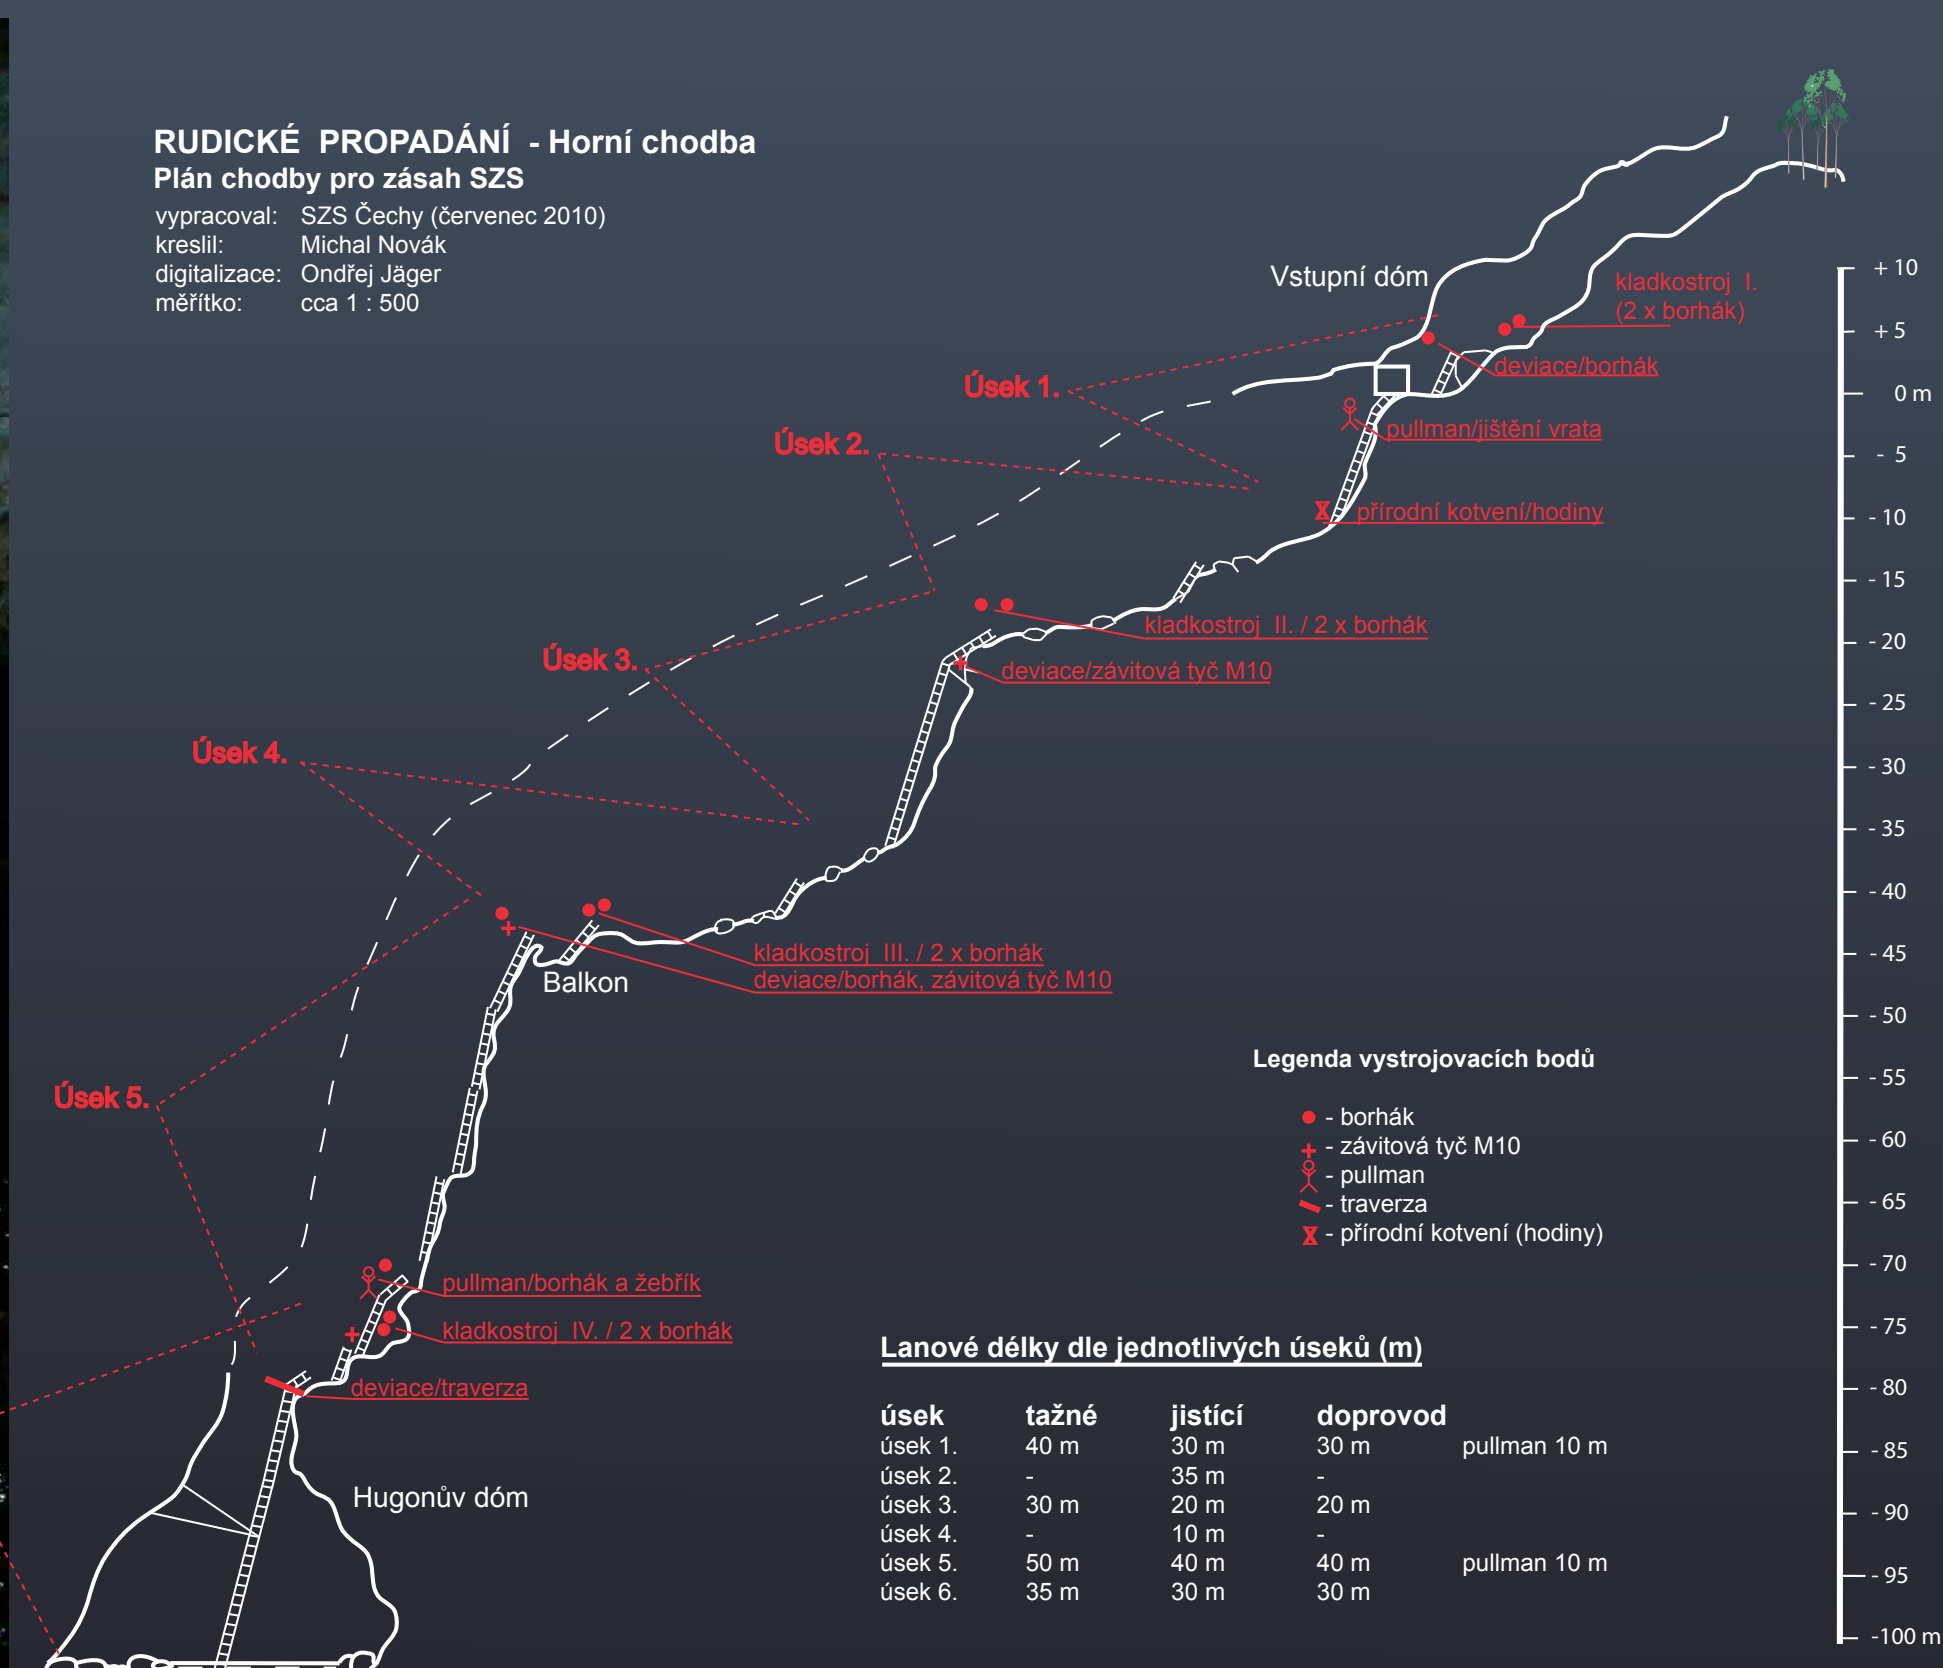 RUDICKÉ PROPADÁNÍ - Horní chodba
Plán chodby pro zásah SZS
vypracoval: SZS Čechy (červenec 2010)
kreslil: Michal Novák
digitalizace: Ondřej Jäger
měřítko: cca 1 : 500
Vstupní dóm
kladkostroj I.
(2 x borhák)
deviace/borhák
Úsek 1.
pullman/jištění vrata
Úsek 2.
přírodní kotvení/hodiny
kladkostroj II. / 2 x borhák
Úsek 3.
deviace/závitová tyč M10
Úsek 4.
kladkostroj III. / 2 x borhák
deviace/borhák, závitová tyč M10
Balkon
Úsek 5.
pullman/borhák a žebřík
kladkostroj IV. / 2 x borhák
deviace/traverza
Hugonův dóm
Legenda vystrojovacích bodů
- borhák
- závitová tyč M10
- pullman
- traverza
- přírodní kotvení (hodiny)
Lanové délky dle jednotlivých úseků (m)
úsek tažné jistící doprovod
úsek 1. 40 m 30 m 30 m pullman 10 m
úsek 2. - 35 m -
úsek 3. 30 m 20 m 20 m
úsek 4. - 10 m -
úsek 5. 50 m 40 m 40 m pullman 10 m
úsek 6. 35 m 30 m 30 m
+ 10
+ 5
0 m
- 5
- 10
- 15
- 20
- 25
- 30
- 35
- 40
- 45
- 50
- 55
- 60
- 65
- 70
- 75
- 80
- 85
- 90
- 95
-100 m